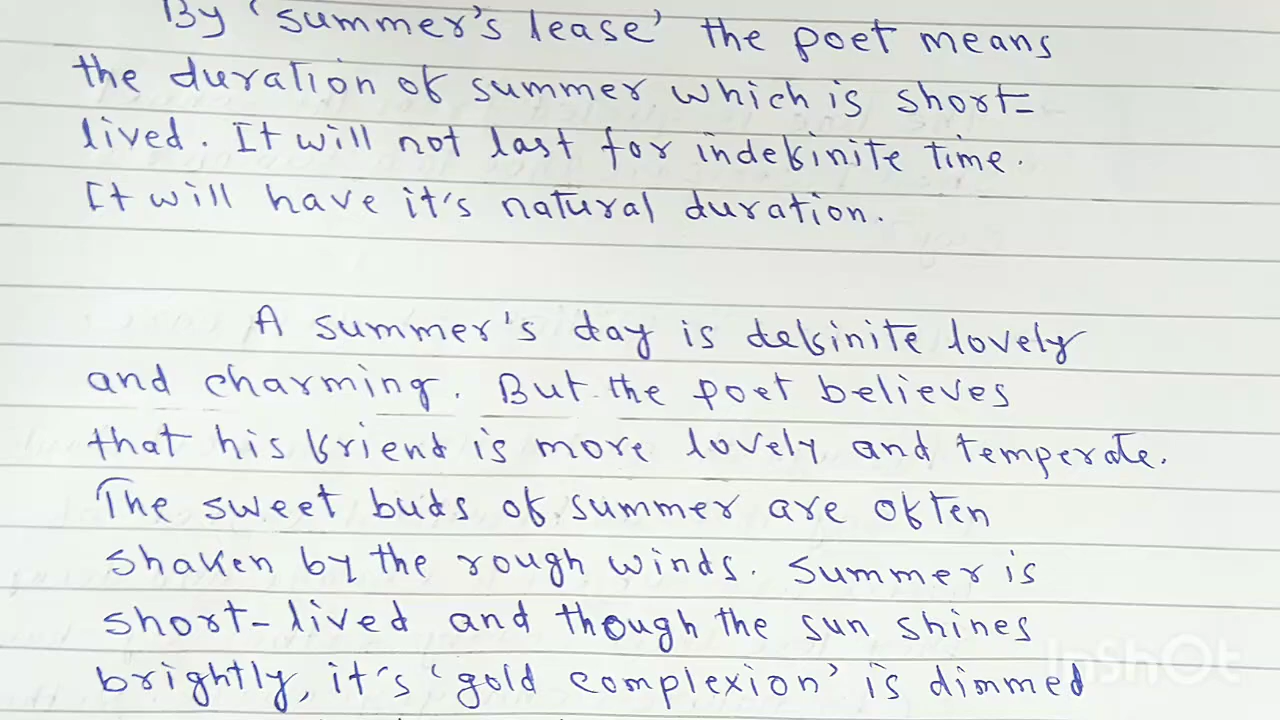 By 'summer's lease' the poet means
the duration of summer which is short-
lived. It will not last for indefinite time.
It will have it's natural duration.
A summer's day is definite lovely
and charming. But the poet believes
that his friend is more lovely and temperate.
The sweet buds of summer are often
shaken by the rough winds. Summer is
short-lived and though the sun shines
brightly, it's 'gold complexion' is dimmed
InShOt